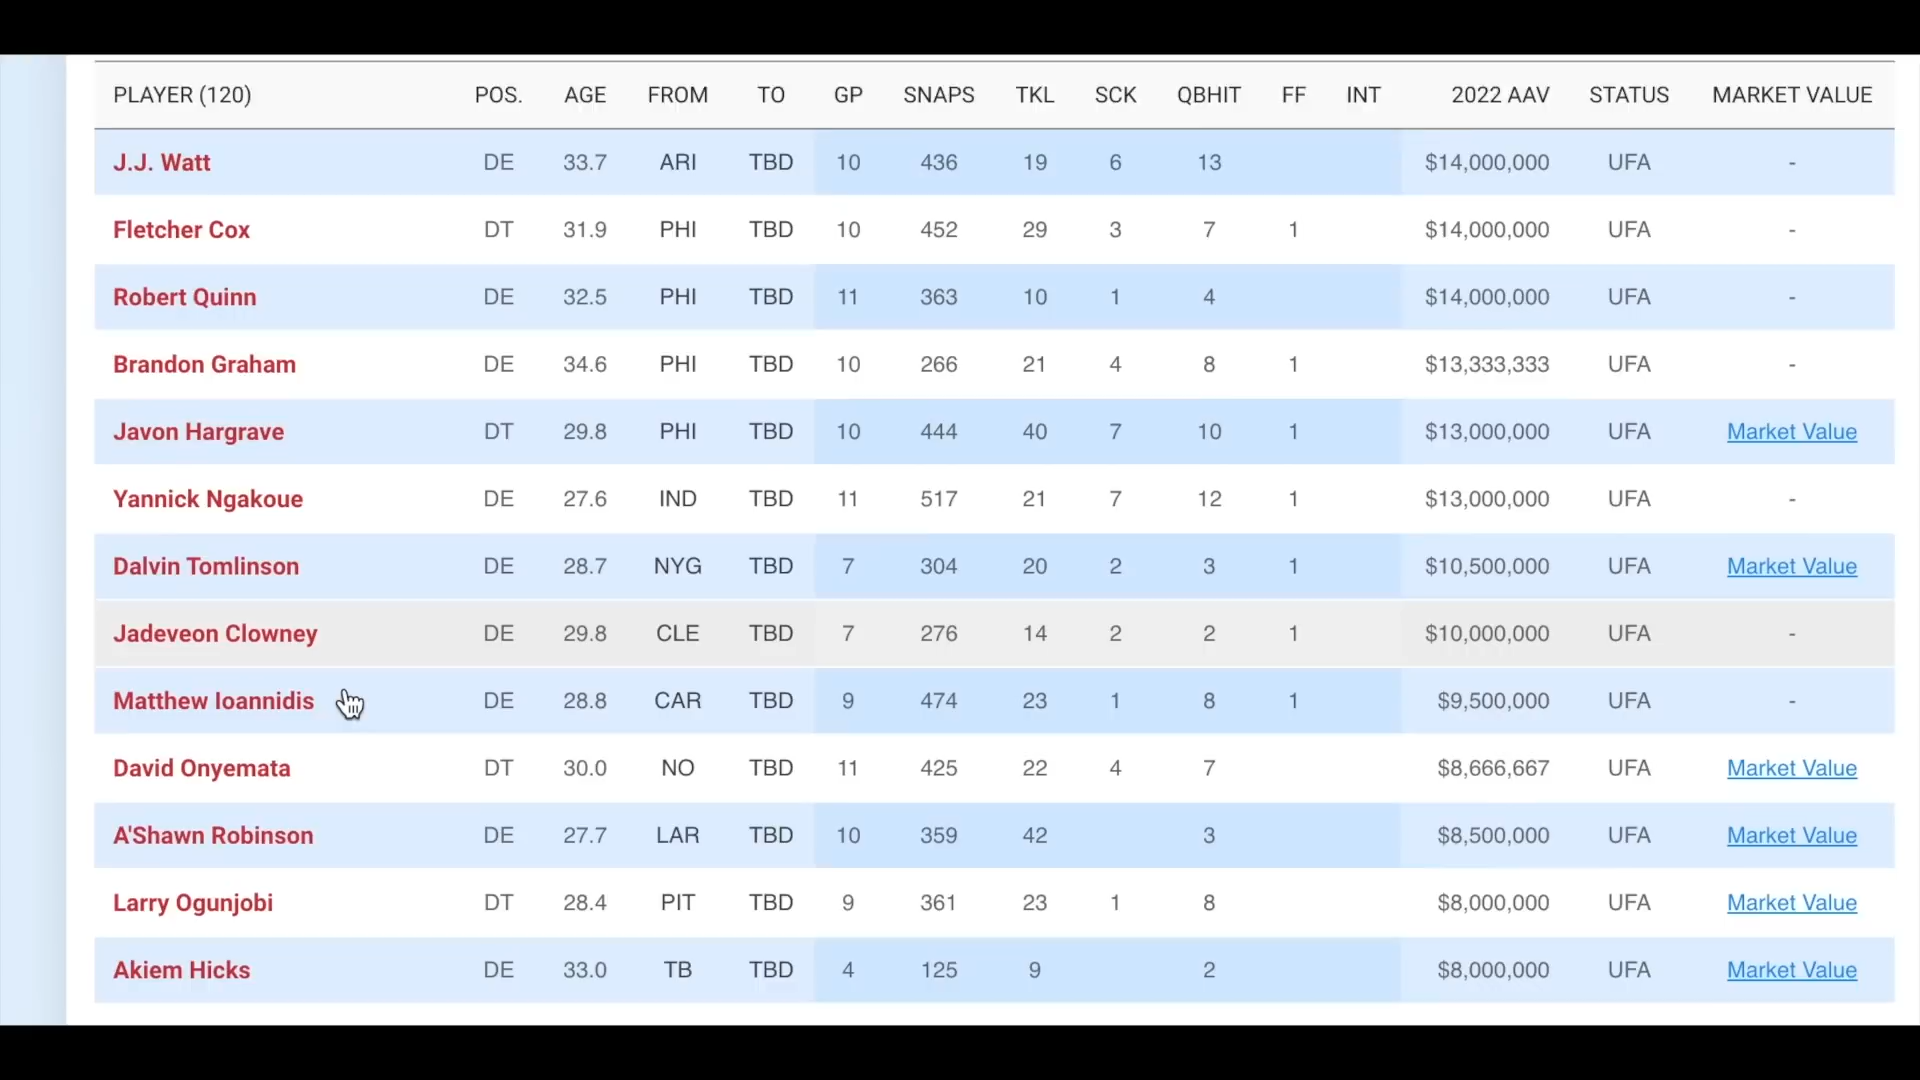 PLAYER (120) POS. AGE FROM TO GP SNAPS TKL SCK QBHIT FF INT 2022 AAV STATUS MARKET VALUE
J.J. Watt DE 33.7 ARI TBD 10 436 19 6 13 $14,000,000 UFA -
Fletcher Cox DT 31.9 PHI TBD 10 452 29 3 7 1 $14,000,000 UFA -
Robert Quinn DE 32.5 PHI TBD 11 363 10 1 4 $14,000,000 UFA -
Brandon Graham DE 34.6 PHI TBD 10 266 21 4 8 1 $13,333,333 UFA -
Javon Hargrave DT 29.8 PHI TBD 10 444 40 7 10 1 $13,000,000 UFA Market Value
Yannick Ngakoue DE 27.6 IND TBD 11 517 21 7 12 1 $13,000,000 UFA -
Dalvin Tomlinson DE 28.7 NYG TBD 7 304 20 2 3 1 $10,500,000 UFA Market Value
Jadeveon Clowney DE 29.8 CLE TBD 7 276 14 2 2 1 $10,000,000 UFA -
Matthew Ioannidis DE 28.8 CAR TBD 9 474 23 1 8 1 $9,500,000 UFA -
David Onyemata DT 30.0 NO TBD 11 425 22 4 7 $8,666,667 UFA Market Value
A'Shawn Robinson DE 27.7 LAR TBD 10 359 42 3 $8,500,000 UFA Market Value
Larry Ogunjobi DT 28.4 PIT TBD 9 361 23 1 8 $8,000,000 UFA Market Value
Akiem Hicks DE 33.0 TB TBD 4 125 9 2 $8,000,000 UFA Market Value